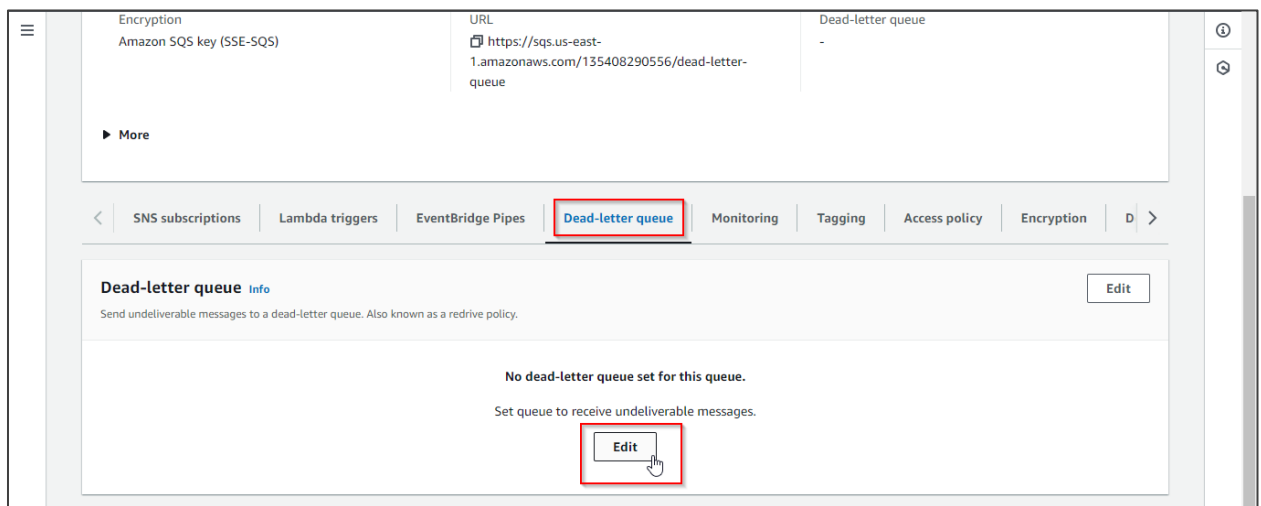 Encryption
Amazon SQS key (SSE-SQS)
URL
https://sqs.us-east-
1.amazonaws.com/135408290556/dead-letter-
queue
Dead-letter queue
-
More
SNS subscriptions Lambda triggers EventBridge Pipes Dead-letter queue Monitoring Tagging Access policy Encryption D
Dead-letter queue Info
Edit
Send undeliverable messages to a dead-letter queue. Also known as a redrive policy.
No dead-letter queue set for this queue.
Set queue to receive undeliverable messages.
Edit